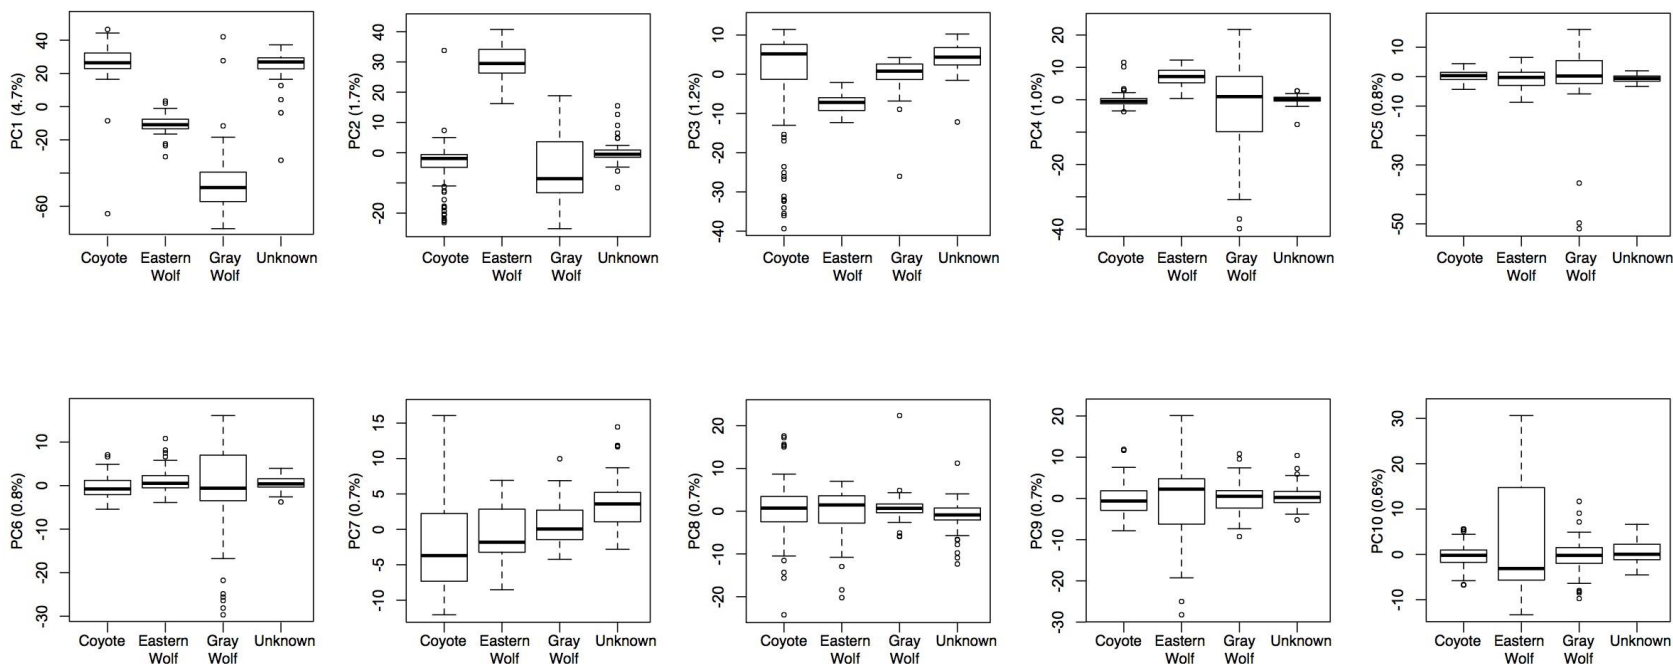 PC1 (4.7%)
40
20
0
-20
-60
Coyote Eastern Wolf Gray Wolf Unknown
PC2 (1.7%)
40
30
20
10
0
-20
Coyote Eastern Wolf Gray Wolf Unknown
PC3 (1.2%)
10
0
-10
-20
-30
-40
Coyote Eastern Wolf Gray Wolf Unknown
PC4 (1.0%)
20
10
0
-20
-40
Coyote Eastern Wolf Gray Wolf Unknown
PC5 (0.8%)
10
0
-10
-30
-50
Coyote Eastern Wolf Gray Wolf Unknown
PC6 (0.8%)
10
0
-10
-20
-30
Coyote Eastern Wolf Gray Wolf Unknown
PC7 (0.7%)
15
10
5
0
-5
-10
Coyote Eastern Wolf Gray Wolf Unknown
PC8 (0.7%)
20
10
0
-10
-20
Coyote Eastern Wolf Gray Wolf Unknown
PC9 (0.7%)
20
10
0
-10
-20
-30
Coyote Eastern Wolf Gray Wolf Unknown
PC10 (0.6%)
30
20
10
0
-10
Coyote Eastern Wolf Gray Wolf Unknown